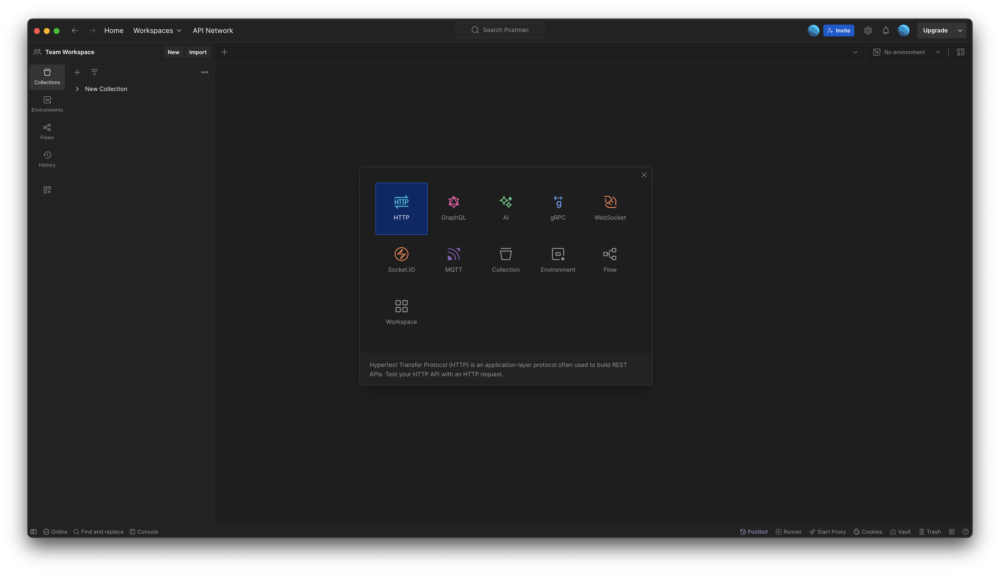 Home Workspaces API Network Search Postman Invite Upgrade
Team Workspace New Import No environment
Collections
New Collection
Environments
Flows
History
HTTP
HTTP GraphQL AI gRPC WebSocket
Socket.IO MQTT Collection Environment Flow
Workspace
Hypertext Transfer Protocol (HTTP) is an application-layer protocol often used to build REST
APIs. Test your HTTP API with an HTTP request.
Online Find and replace Console Postbot Runner Start Proxy Cookies Vault Trash